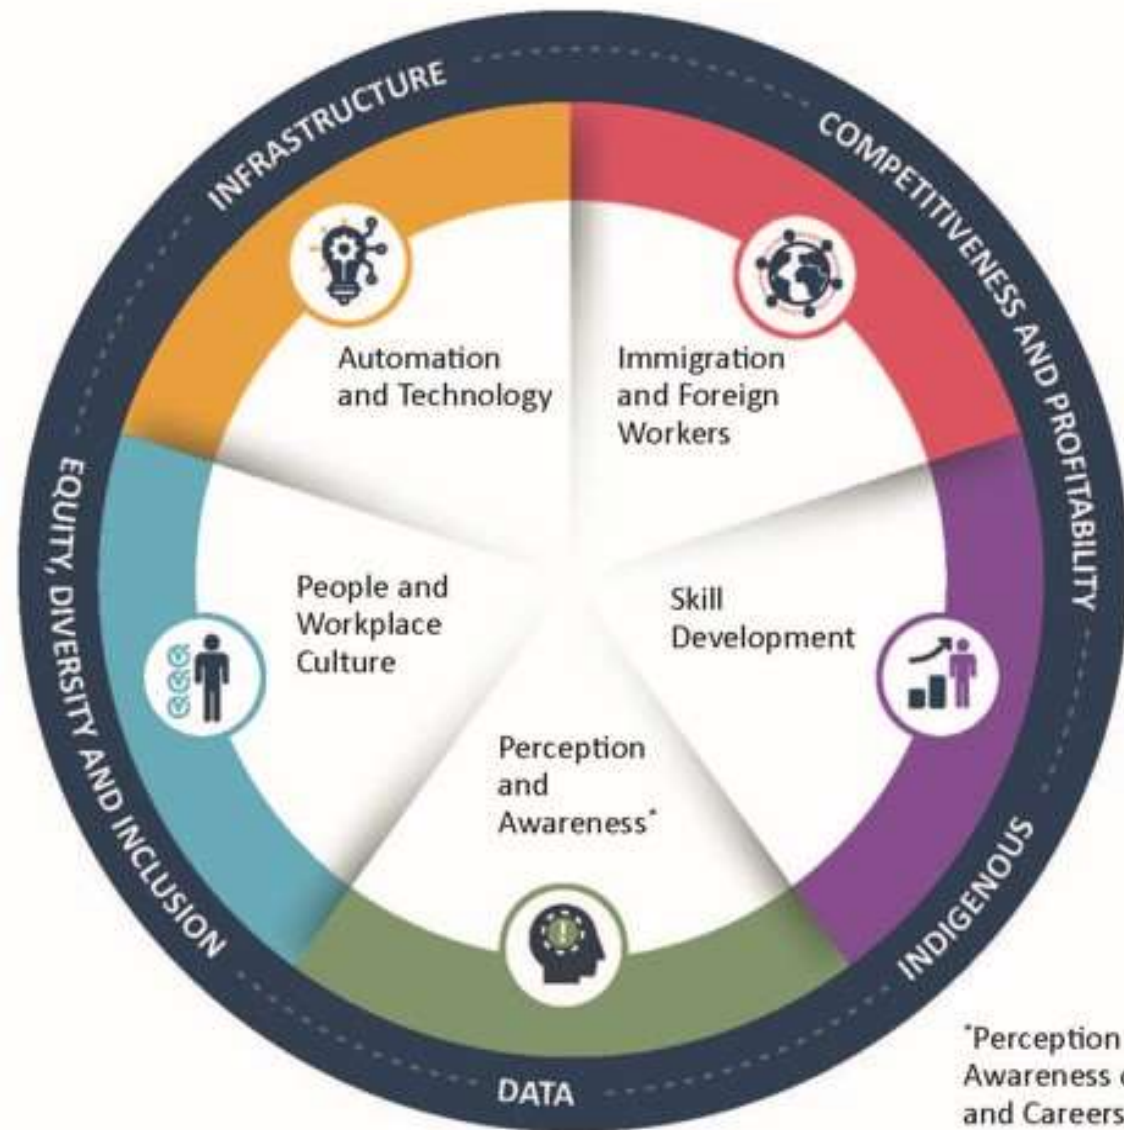 INFRASTRUCTURE
COMPETITIVENESS AND PROFITABILITY
INDIGENOUS
DATA
EQUITY, DIVERSITY AND INCLUSION
Automation
and Technology
Immigration
and Foreign
Workers
Skill
Development
Perception
and
Awareness*
People and
Workplace
Culture
*Perception
Awareness
and Careers